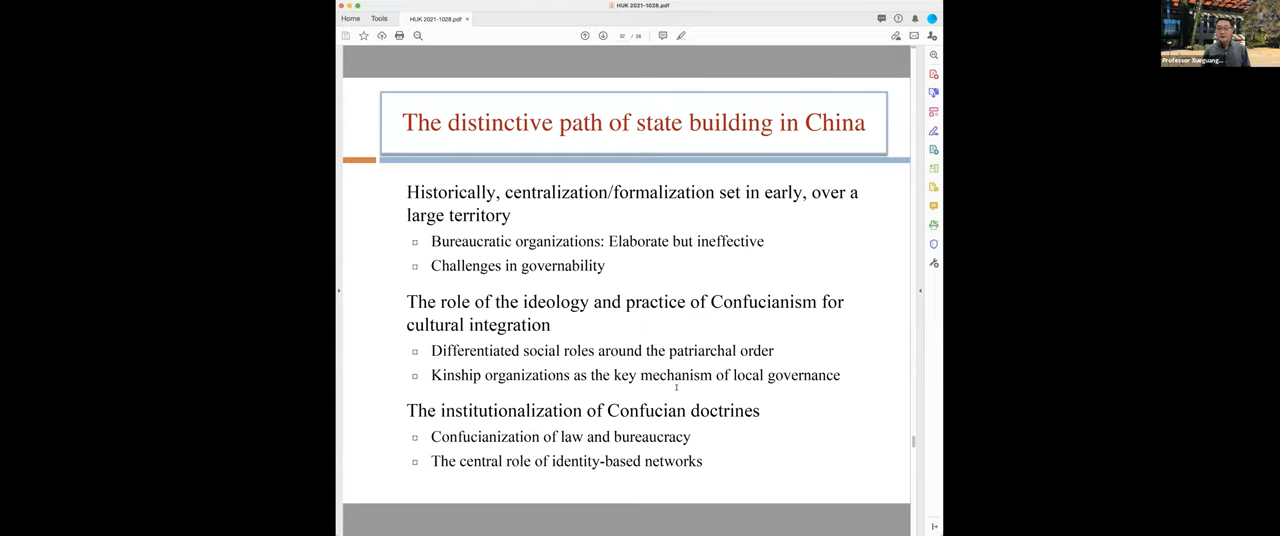 HUK 2021-1028.pdf
Home Tools HUK 2021-1028.pdf ×
32 / 38
Professor Xueguang...
The distinctive path of state building in China
Historically, centralization/formalization set in early, over a
large territory
Bureaucratic organizations: Elaborate but ineffective
Challenges in governability
The role of the ideology and practice of Confucianism for
cultural integration
Differentiated social roles around the patriarchal order
Kinship organizations as the key mechanism of local governance
The institutionalization of Confucian doctrines
Confucianization of law and bureaucracy
The central role of identity-based networks